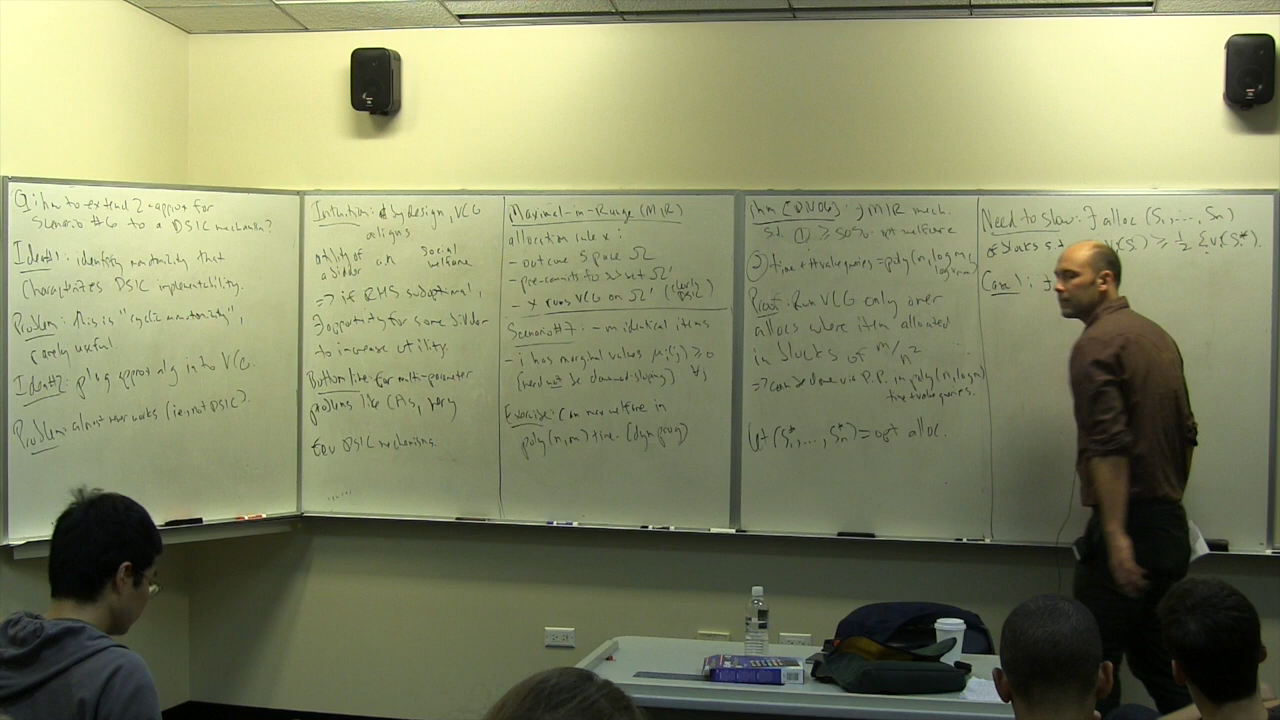 Q: how to extend 2-approx for
Scenario #6 to a DSIC mechanism?
Idea #1: identify monotonicity that
characterizes DSIC implementability.
Problem: this is "cyclic monotonicity",
rarely useful
Idea #2: plug approx alg into VCG.
Problem: almost never works (i.e., not DSIC).
Intuition: by design, VCG
aligns
utility of a bidder an social welfare
=> if RHS suboptimal,
∃ opportunity for some bidder
to increase utility.
Bottom line: for multi-parameter
problems like CAs, very
few DSIC mechanisms.
Maximal-in-Range (MIR)
allocation rule x:
- outcome space Ω
- pre-commits to subset Ω'
- x runs VCG on Ω' (clearly DSIC)
Scenario #7: - m identical items
- i has marginal values μi(j) ≥ 0 ∀j
(need not be downward-sloping)
Exercise: Can max welfare in
poly(n,m) time. (dyn prog)
Thm [DN06]: ∃ MIR mech.
s.t. ① ≥ 50% opt welfare
② time + # value queries = poly(n, log m,
Proof: Run VCG only over
allocs where item allocated
in blocks of m/n²
=> can be done via D.P. in poly(n, log m)
time + value queries.
Let (S₁*, ..., Sₙ*) = opt alloc.
Need to show: ∃ alloc (S₁, ..., Sₙ)
of blocks s.t. vᵢ(Sᵢ) ≥ ½ Σ vᵢ(Sᵢ*).
Case 1: